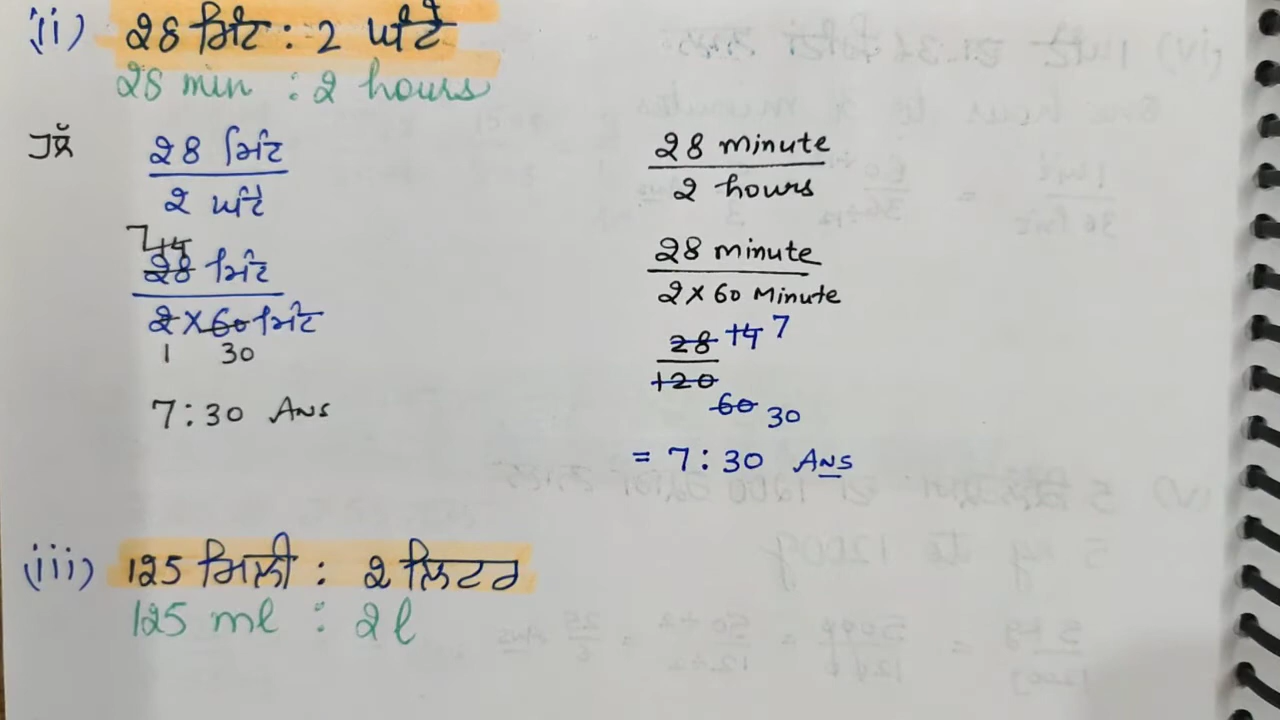 (ii) 28 ਮਿੰਟ : 2 ਘੰਟੇ
28 min : 2 hours
ਹੱਲ
28 ਮਿੰਟ
2 ਘੰਟੇ
7 14
28 ਮਿੰਟ
2 × 60 ਮਿੰਟ
1 30
7 : 30 Ans
28 minute
2 hours
28 minute
2 × 60 Minute
28 14 7
120
60 30
= 7 : 30 Ans
(iii) 125 ਮਿਲੀ : 2 ਲਿਟਰ
125 ml : 2 l